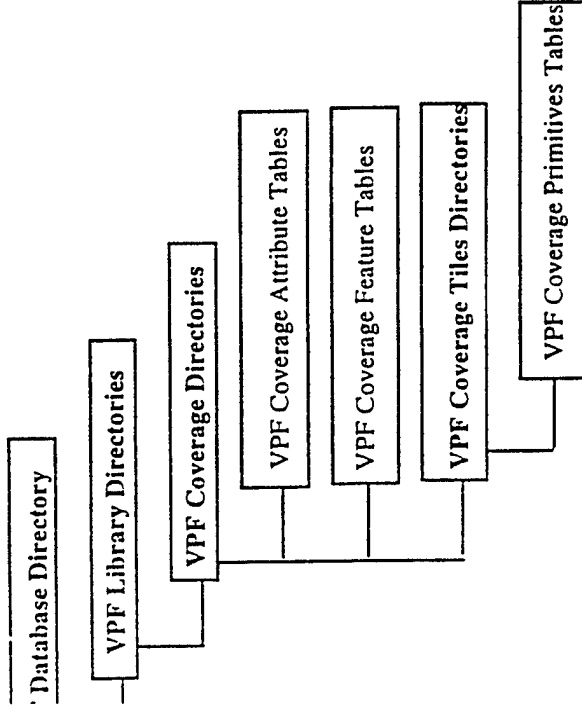 Database Directory
VPF Library Directories
VPF Coverage Directories
VPF Coverage Attribute Tables
VPF Coverage Feature Tables
VPF Coverage Tiles Directories
VPF Coverage Primitives Tables